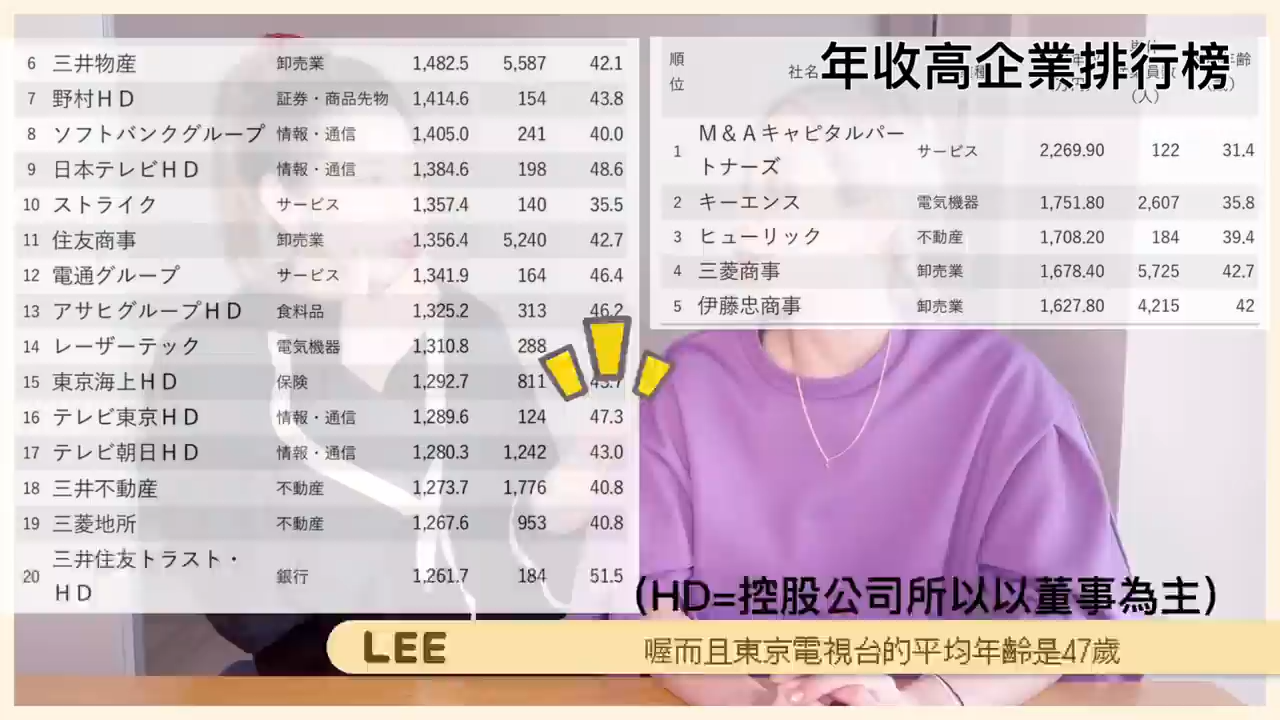 年收高企業排行榜
順位
社名
(人)
1 M&Aキャピタルパートナーズ サービス 2,269.90 122 31.4
2 キーエンス 電気機器 1,751.80 2,607 35.8
3 ヒューリック 不動産 1,708.20 184 39.4
4 三菱商事 卸売業 1,678.40 5,725 42.7
5 伊藤忠商事 卸売業 1,627.80 4,215 42
6 三井物産 卸売業 1,482.5 5,587 42.1
7 野村HD 証券・商品先物 1,414.6 154 43.8
8 ソフトバンクグループ 情報・通信 1,405.0 241 40.0
9 日本テレビHD 情報・通信 1,384.6 198 48.6
10 ストライク サービス 1,357.4 140 35.5
11 住友商事 卸売業 1,356.4 5,240 42.7
12 電通グループ サービス 1,341.9 164 46.4
13 アサヒグループHD 食料品 1,325.2 313 46.2
14 レーザーテック 電気機器 1,310.8 288
15 東京海上HD 保険 1,292.7 811
16 テレビ東京HD 情報・通信 1,289.6 124 47.3
17 テレビ朝日HD 情報・通信 1,280.3 1,242 43.0
18 三井不動産 不動産 1,273.7 1,776 40.8
19 三菱地所 不動産 1,267.6 953 40.8
20 三井住友トラスト・HD 銀行 1,261.7 184 51.5
(HD=控股公司所以以董事為主)
LEE 喔而且東京電視台的平均年齡是47歲